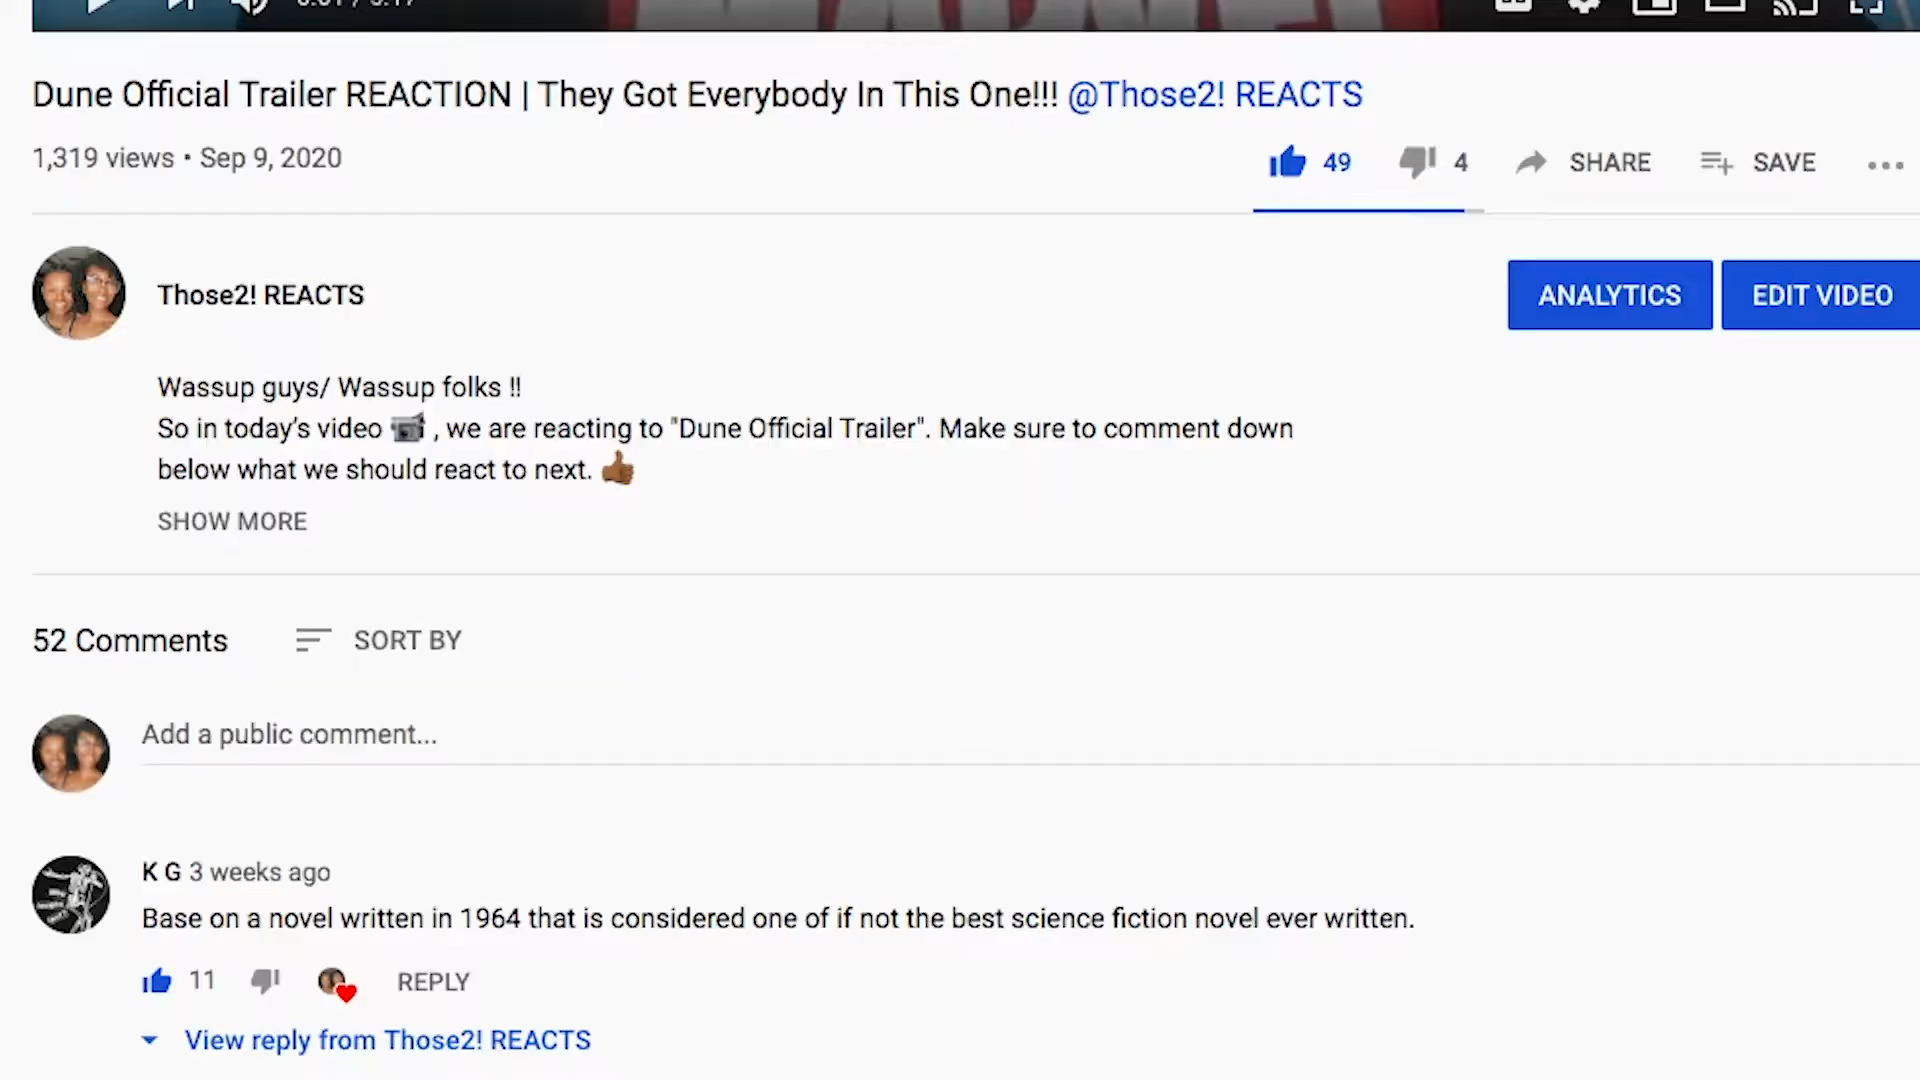 Dune Official Trailer REACTION | They Got Everybody In This One!!! @Those2! REACTS
1,319 views • Sep 9, 2020
49
4
SHARE
SAVE
Those2! REACTS
ANALYTICS
EDIT VIDEO
Wassup guys/ Wassup folks !!
So in today's video 📹 , we are reacting to "Dune Official Trailer". Make sure to comment down
below what we should react to next. 👍🏾
SHOW MORE
52 Comments
SORT BY
Add a public comment...
K G 3 weeks ago
Base on a novel written in 1964 that is considered one of if not the best science fiction novel ever written.
11
REPLY
View reply from Those2! REACTS